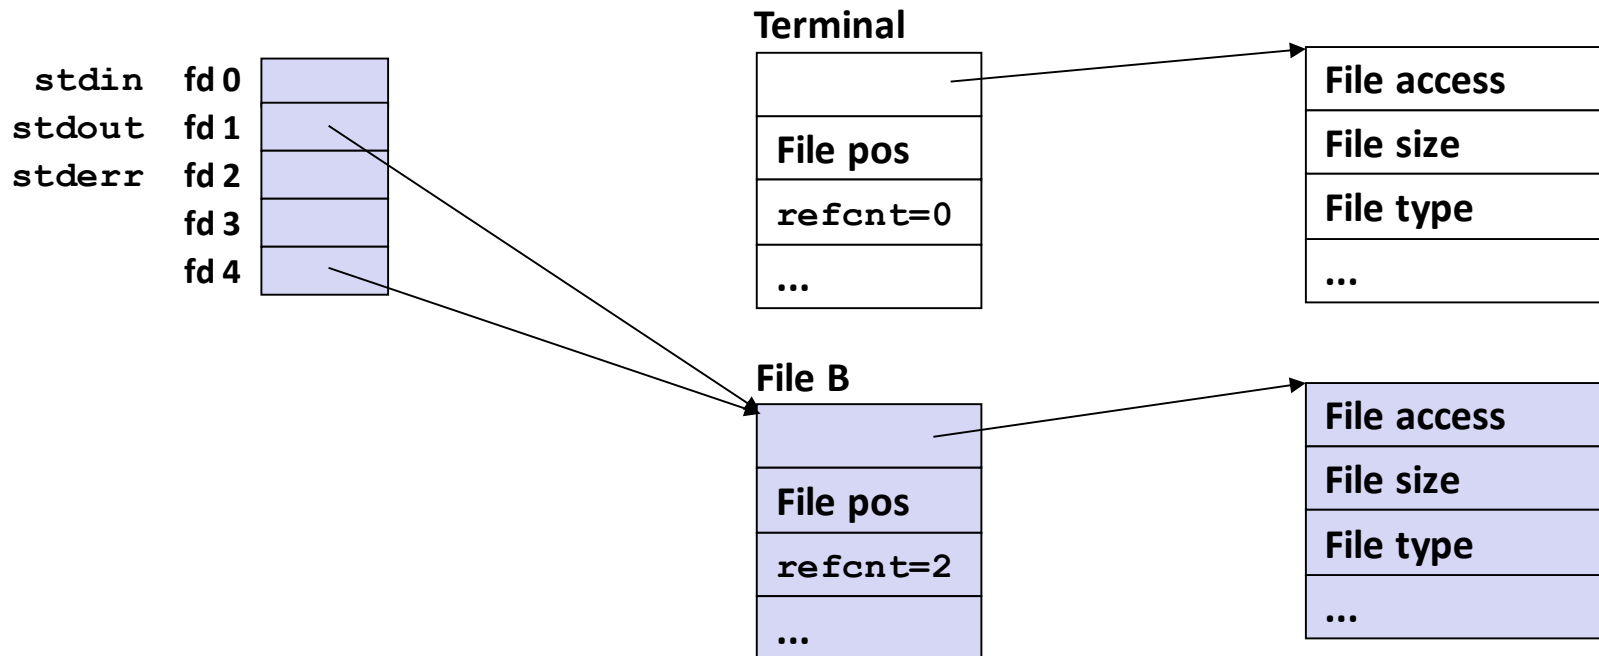 stdin fd 0
stdout fd 1
stderr fd 2
fd 3
fd 4
Terminal
File pos
refcnt=0
...
File access
File size
File type
...
File B
File pos
refcnt=2
...
File access
File size
File type
...